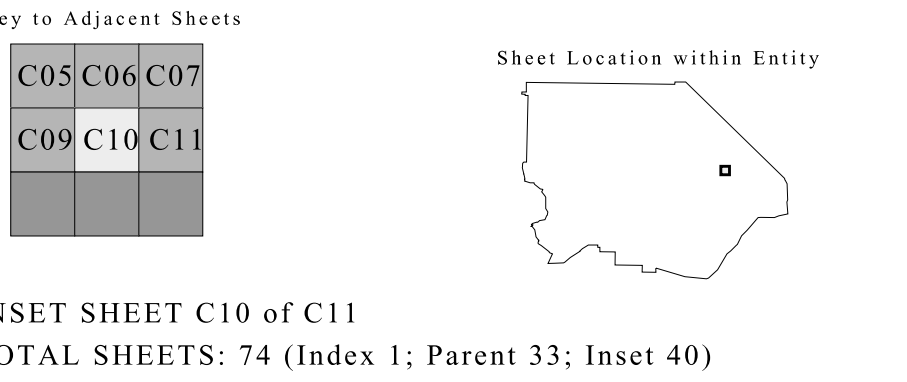 ey to Adjacent Sheets
Sheet Location within Entity
C05 C06 C07
C09 C10 C11
NSET SHEET C10 of C11
OTAL SHEETS: 74 (Index 1; Parent 33; Inset 40)